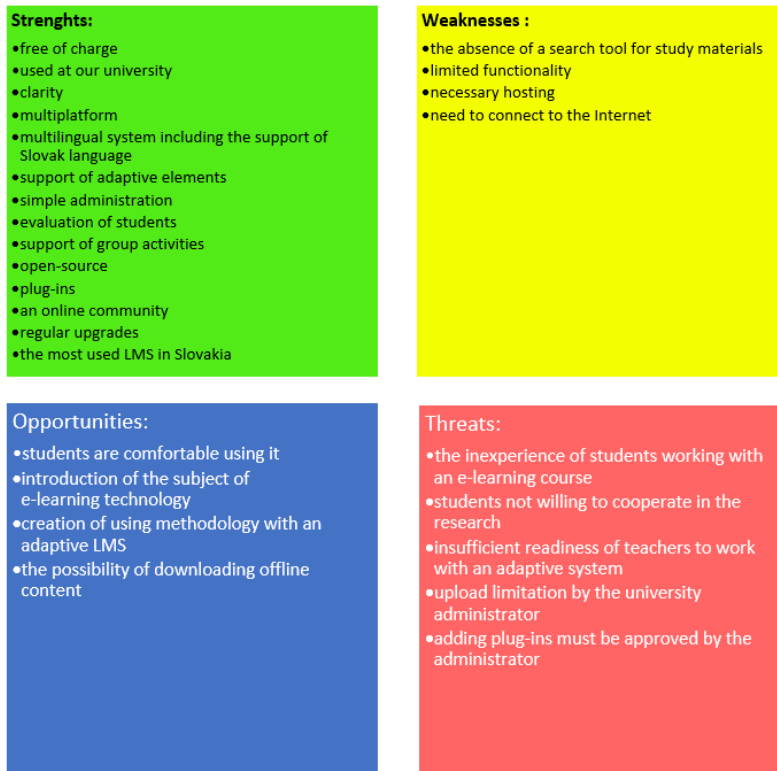 Strenghts:
•free of charge
•used at our university
•clarity
•multiplatform
•multilingual system including the support of
Slovak language
•support of adaptive elements
•simple administration
•evaluation of students
•support of group activities
•open-source
•plug-ins
•an online community
•regular upgrades
•the most used LMS in Slovakia
Weaknesses :
•the absence of a search tool for study materials
•limited functionality
•necessary hosting
•need to connect to the Internet
Opportunities:
•students are comfortable using it
•introduction of the subject of
e-learning technology
•creation of using methodology with an
adaptive LMS
•the possibility of downloading offline
content
Threats:
•the inexperience of students working with
an e-learning course
•students not willing to cooperate in the
research
•insufficient readiness of teachers to work
with an adaptive system
•upload limitation by the university
administrator
•adding plug-ins must be approved by the
administrator